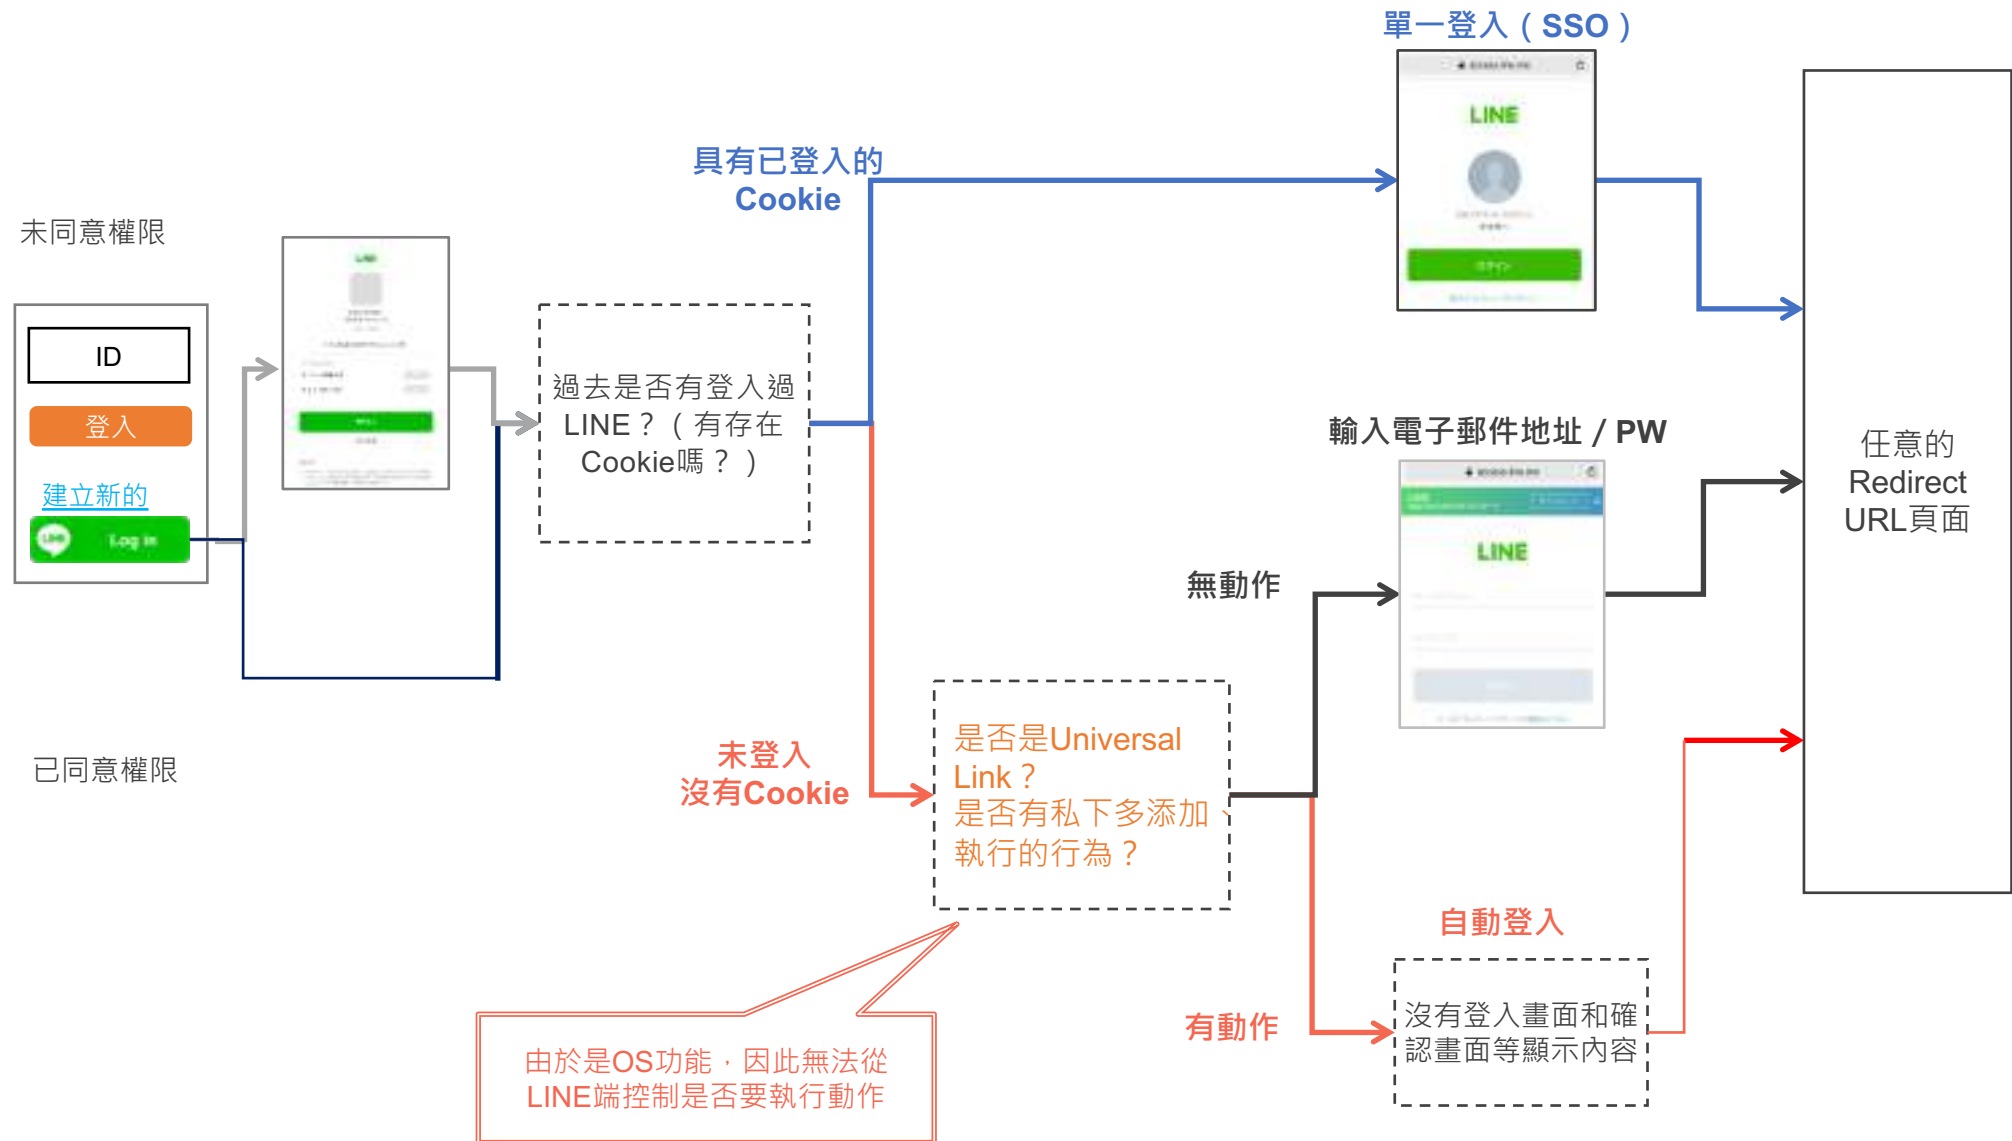 單一登入（SSO）
LINE
具有已登入的
Cookie
未同意權限
LINE
ID
登入
建立新的
LINE
Log in
過去是否有登入過
LINE？（有存在
Cookie嗎？）
ログイン
輸入電子郵件地址 / PW
LINE
任意的
Redirect
URL頁面
無動作
已同意權限
未登入
沒有Cookie
是否是Universal
Link？
是否有私下多添加、
執行的行為？
自動登入
有動作
沒有登入畫面和確
認畫面等顯示內容
由於是OS功能，因此無法從
LINE端控制是否要執行動作